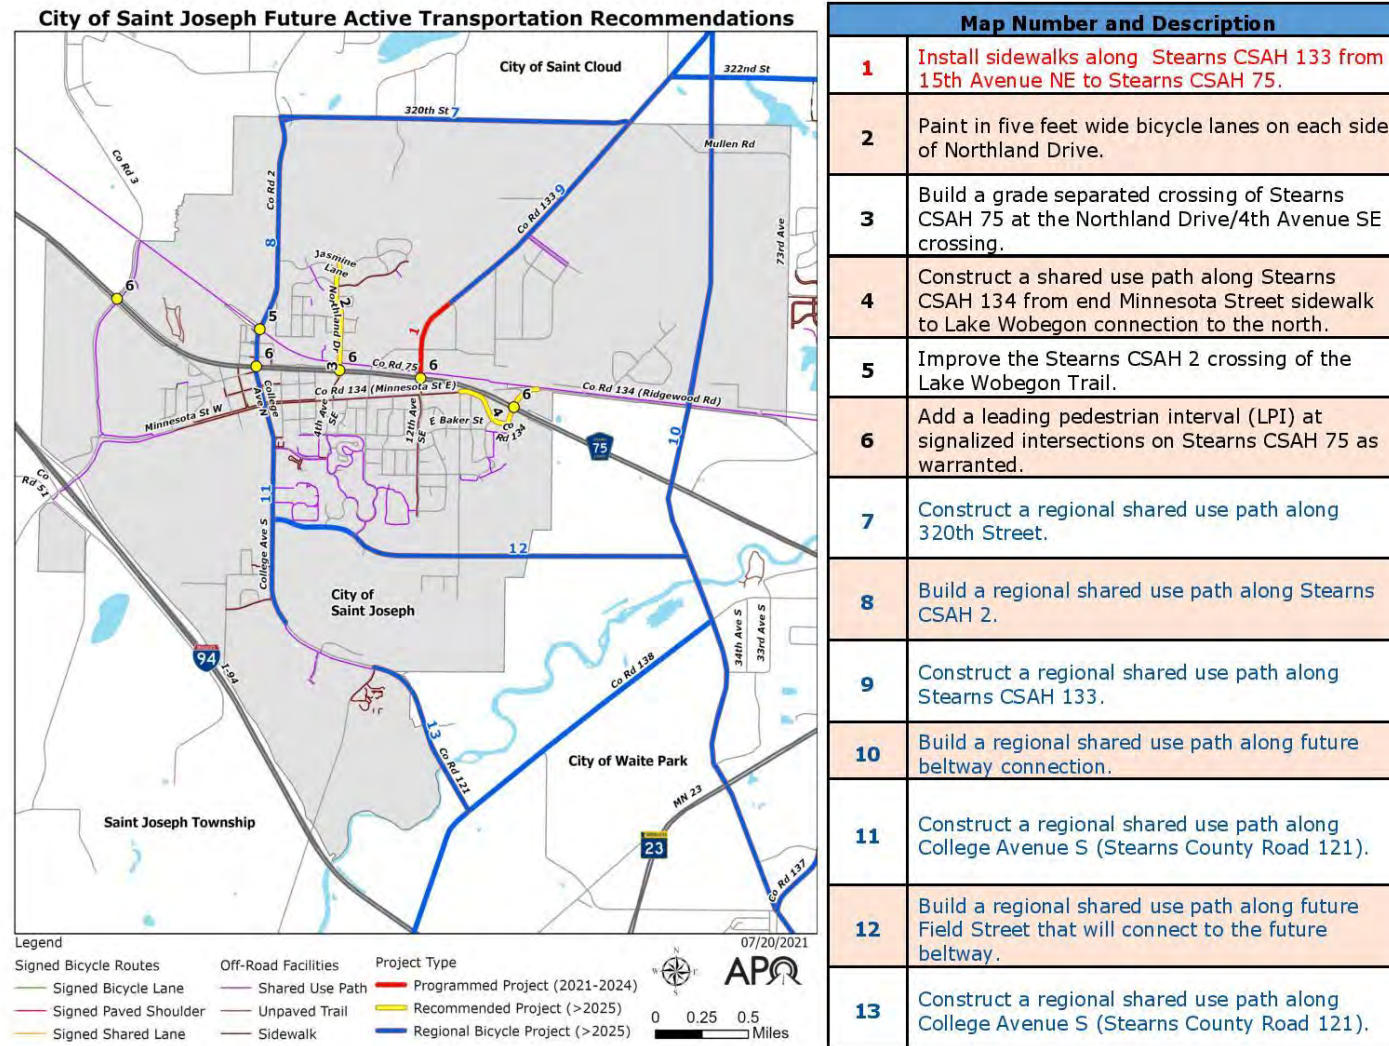 City of Saint Joseph Future Active Transportation Recommendations
City of Saint Cloud
322nd St
320th St 7
Mullen Rd
Co Rd 3
Co Rd 2
Co Rd 133 9
73rd Ave
8
Jasmine
Lane
6
2
Northland Dr
1
5
6
3
6
Co Rd 75
6
Co Rd 134 (Minnesota St E)
Co Rd 134 (Ridgewood Rd)
6
College
Ave N
Minnesota St W
4th Ave
SE
12th Ave
SE
E Baker St
4
Co
Rd 134
10
75
Co
Rd 51
11
12
College Ave S
City of
Saint Joseph
34th Ave S
33rd Ave S
94
I-94
Co Rd 138
13
Co Rd 121
City of Waite Park
MN 23
Saint Joseph Township
23
Co Rd 137
07/20/2021
Legend
Signed Bicycle Routes
Signed Bicycle Lane
Signed Paved Shoulder
Signed Shared Lane
Off-Road Facilities
Shared Use Path
Unpaved Trail
Sidewalk
Project Type
Programmed Project (2021-2024)
Recommended Project (>2025)
Regional Bicycle Project (>2025)
N
W E
S
APO
0 0.25 0.5
Miles
Map Number and Description
1
Install sidewalks along Stearns CSAH 133 from
15th Avenue NE to Stearns CSAH 75.
2
Paint in five feet wide bicycle lanes on each side
of Northland Drive.
3
Build a grade separated crossing of Stearns
CSAH 75 at the Northland Drive/4th Avenue SE
crossing.
4
Construct a shared use path along Stearns
CSAH 134 from end Minnesota Street sidewalk
to Lake Wobegon connection to the north.
5
Improve the Stearns CSAH 2 crossing of the
Lake Wobegon Trail.
6
Add a leading pedestrian interval (LPI) at
signalized intersections on Stearns CSAH 75 as
warranted.
7
Construct a regional shared use path along
320th Street.
8
Build a regional shared use path along Stearns
CSAH 2.
9
Construct a regional shared use path along
Stearns CSAH 133.
10
Build a regional shared use path along future
beltway connection.
11
Construct a regional shared use path along
College Avenue S (Stearns County Road 121).
12
Build a regional shared use path along future
Field Street that will connect to the future
beltway.
13
Construct a regional shared use path along
College Avenue S (Stearns County Road 121).